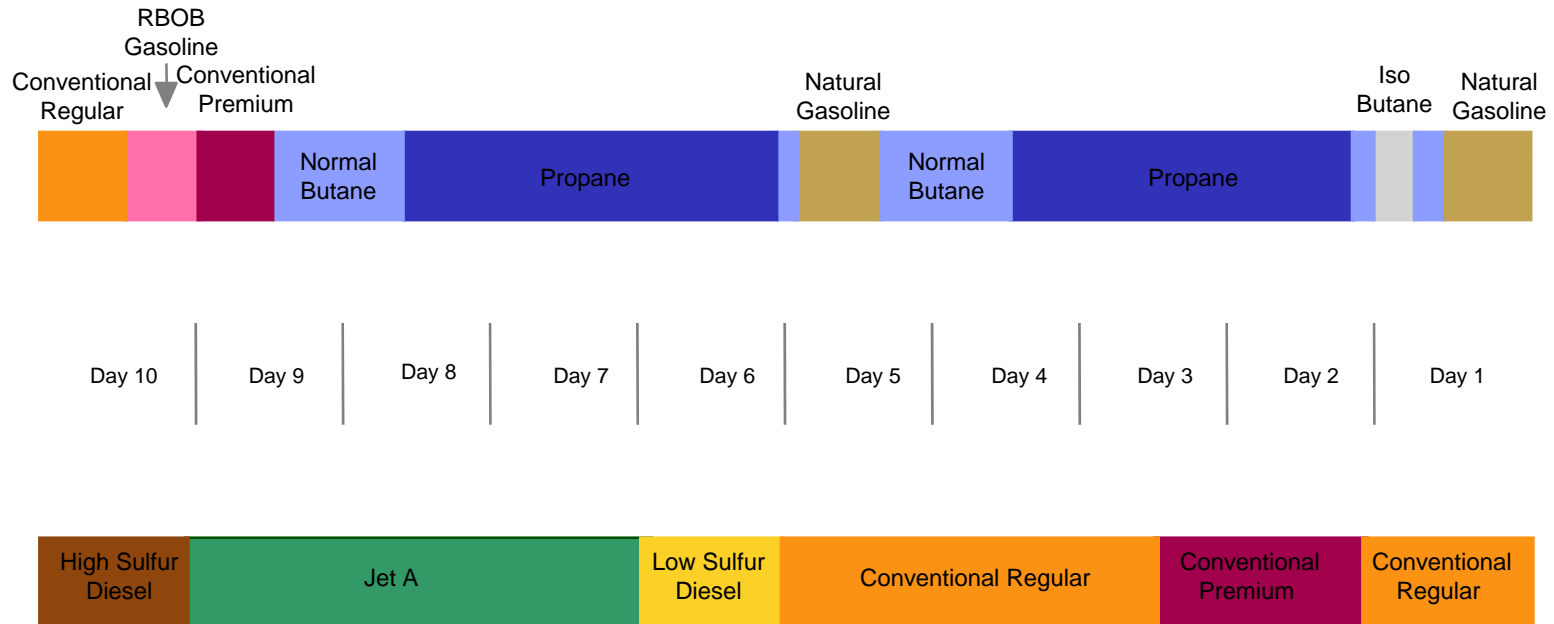 RBOB
Gasoline
Conventional
Regular
Conventional
Premium
Natural
Gasoline
Iso
Butane
Natural
Gasoline
Normal
Butane
Propane
Normal
Butane
Propane
Day 10
Day 9
Day 8
Day 7
Day 6
Day 5
Day 4
Day 3
Day 2
Day 1
High Sulfur
Diesel
Jet A
Low Sulfur
Diesel
Conventional Regular
Conventional
Premium
Conventional
Regular